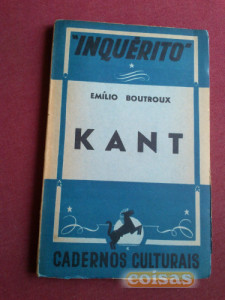 "INQUÉRITO"
EMÍLIO BOUTROUX
KANT
CADERNOS CULTURAIS
coisas